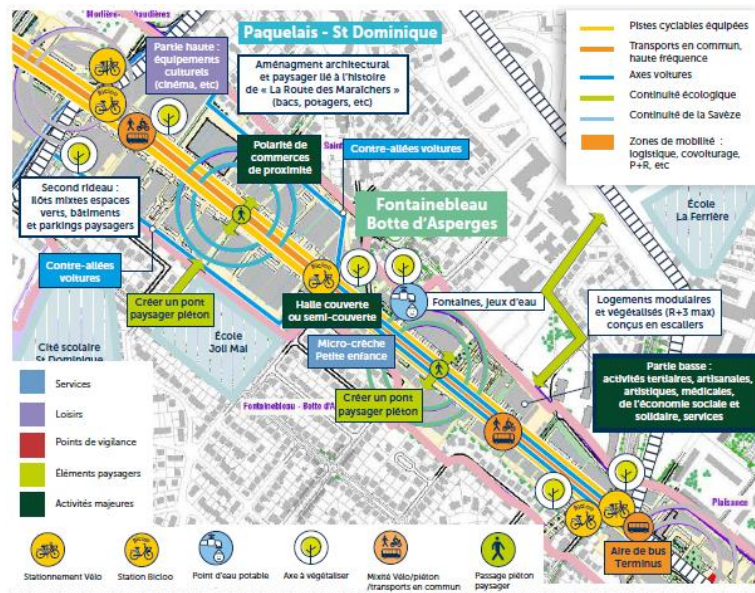 Paquelais - St Dominique
Partie haute :
équipements
culturels
(cinéma, etc)
Aménagment architectural
et paysager lié à l'histoire
de « La Route des Maraîchers »
(bacs, potagers, etc)
Pistes cyclables équipées
Transports en commun,
haute fréquence
Axes voitures
Continuité écologique
Continuité de la Savèze
Zones de mobilité :
logistique, covoiturage,
P+R, etc
Polarité de
commerces
de proximité
Contre-allées voitures
Second rideau :
îlots mixtes espaces
verts, bâtiments
et parkings paysagers
Fontainebleau
Botte d'Asperges
École
La Ferrière
Contre-allées
voitures
Créer un pont
paysager piéton
Halle couverte
ou semi-couverte
Fontaines, jeux d'eau
Logements modulaires
et végétalisés (R+3 max)
conçus en escaliers
École
Joli Mai
Cité scolaire
St Dominique
Micro-crèche
Petite enfance
Partie basse :
activités tertiaires, artisanales,
artistiques, médicales,
de l'économie sociale et
solidaire, services
Créer un pont
paysager piéton
Services
Loisirs
Points de vigilance
Éléments paysagers
Activités majeures
Plaisance
Bicloo
Bicloo
Bicloo
Aire de bus
Terminus
Stationnement Vélo
Bicloo
Station Bicloo
Point d'eau potable
Axe à végétaliser
Mixité Vélo/piéton
/transports en commun
Passage piéton
paysager